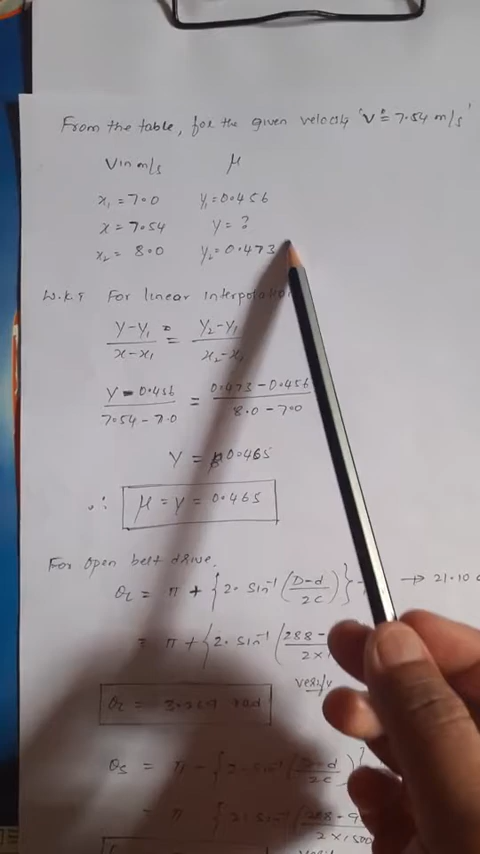 From the table, for the given velocity 'V = 7.54 m/s'
V in m/s μ
x₁ = 7.0 y₁ = 0.456
x = 7.54 y = ?
x₂ = 8.0 y₂ = 0.473
W.K.T For linear interpolation
(y - y₁)/(x - x₁) = (y₂ - y₁)/(x₂ - x₁)
(y - 0.456)/(7.54 - 7.0) = (0.473 - 0.456)/(8.0 - 7.0)
y = 0.465
∴ μ = y = 0.465
For open belt drive,
θL = π + {2 · sin⁻¹ ((D-d)/2C)} → 21.10
= π + {2 · sin⁻¹ (288 -
2 ×
verify
θL = rad
θs = π - {2 · sin⁻¹ ((D-d)/2C)}
= π {2 · sin⁻¹ (288 - 9
2 × 1500